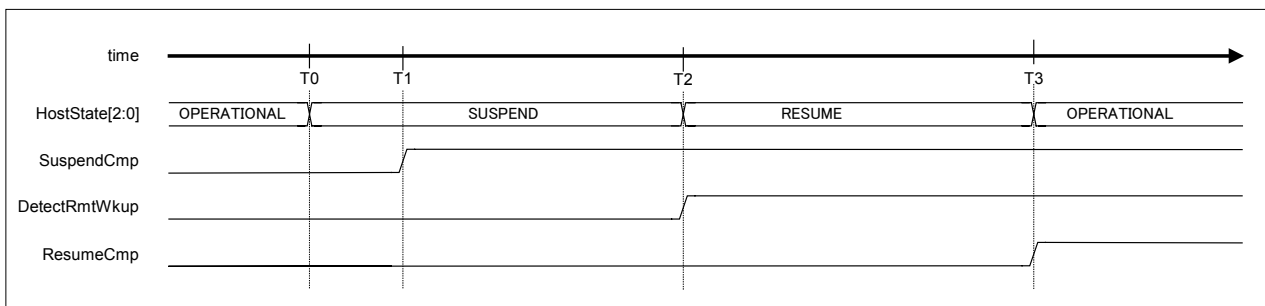 time
T0 T1 T2 T3
HostState[2:0] OPERATIONAL SUSPEND RESUME OPERATIONAL
SuspendCmp
DetectRmtWkup
ResumeCmp